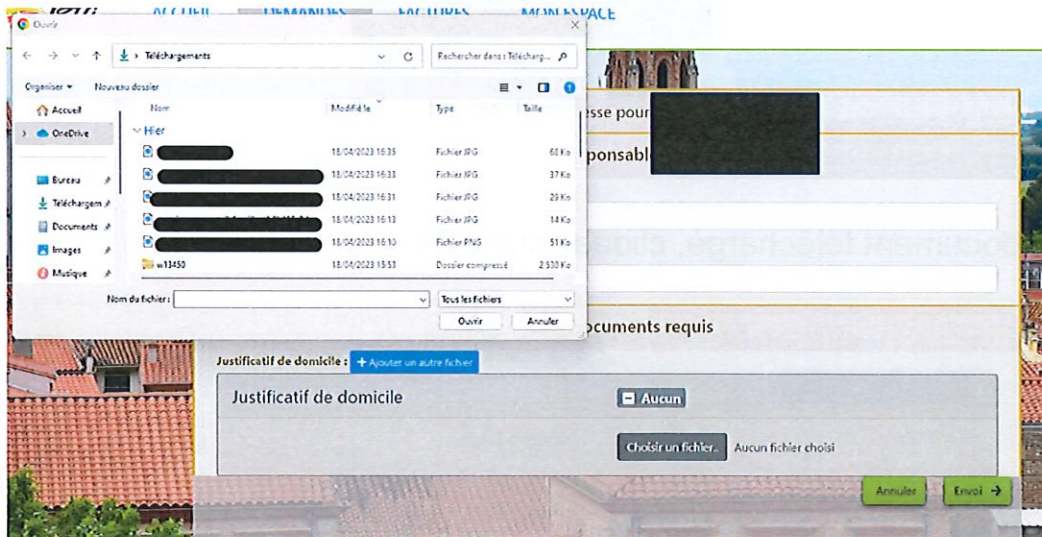 ACCUEIL DEMANDES FACTURES MON ESPACE
Ouvrir
Téléchargements
Rechercher dans : Télécharg...
Organiser Nouveau dossier
Nom Modifié le Type Taille
Accueil
OneDrive
Bureau
Téléchargem
Documents
Images
Musique
Hier
18/04/2023 16:35 Fichier JPG 68 Ko
18/04/2023 16:33 Fichier JPG 37 Ko
18/04/2023 16:31 Fichier JPG 29 Ko
18/04/2023 16:13 Fichier JPG 14 Ko
18/04/2023 16:10 Fichier PNG 51 Ko
w13450 18/04/2023 15:53 Dossier compressé 2 530 Ko
Nom du fichier : Tous les fichiers
Ouvrir Annuler
esse pour
ponsabl
ocuments requis
Justificatif de domicile : + Ajouter un autre fichier
Justificatif de domicile Aucun
Choisir un fichier.. Aucun fichier choisi
Annuler Envoi →